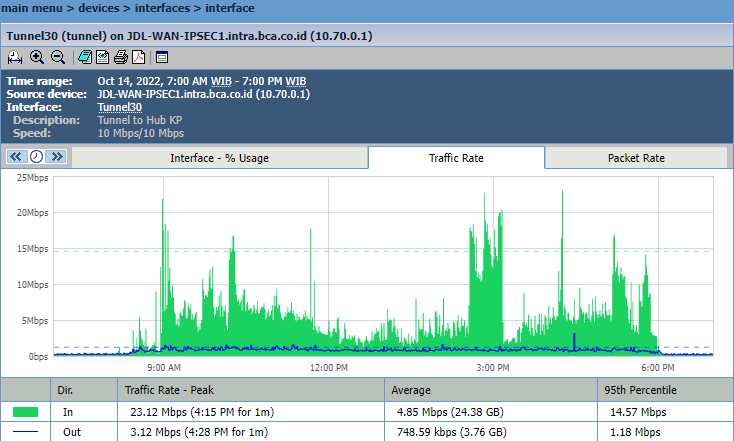 main menu > devices > interfaces > interface
Tunnel30 (tunnel) on JDL-WAN-IPSEC1.intra.bca.co.id (10.70.0.1)
Time range: Oct 14, 2022, 7:00 AM WIB - 7:00 PM WIB
Source device: JDL-WAN-IPSEC1.intra.bca.co.id (10.70.0.1)
Interface: Tunnel30
Description: Tunnel to Hub KP
Speed: 10 Mbps/10 Mbps
Interface - % Usage Traffic Rate Packet Rate
25Mbps
20Mbps
15Mbps
10Mbps
5Mbps
0bps
9:00 AM 12:00 PM 3:00 PM 6:00 PM
Dir. Traffic Rate - Peak Average 95th Percentile
In 23.12 Mbps (4:15 PM for 1m) 4.85 Mbps (24.38 GB) 14.57 Mbps
Out 3.12 Mbps (4:28 PM for 1m) 748.59 kbps (3.76 GB) 1.18 Mbps